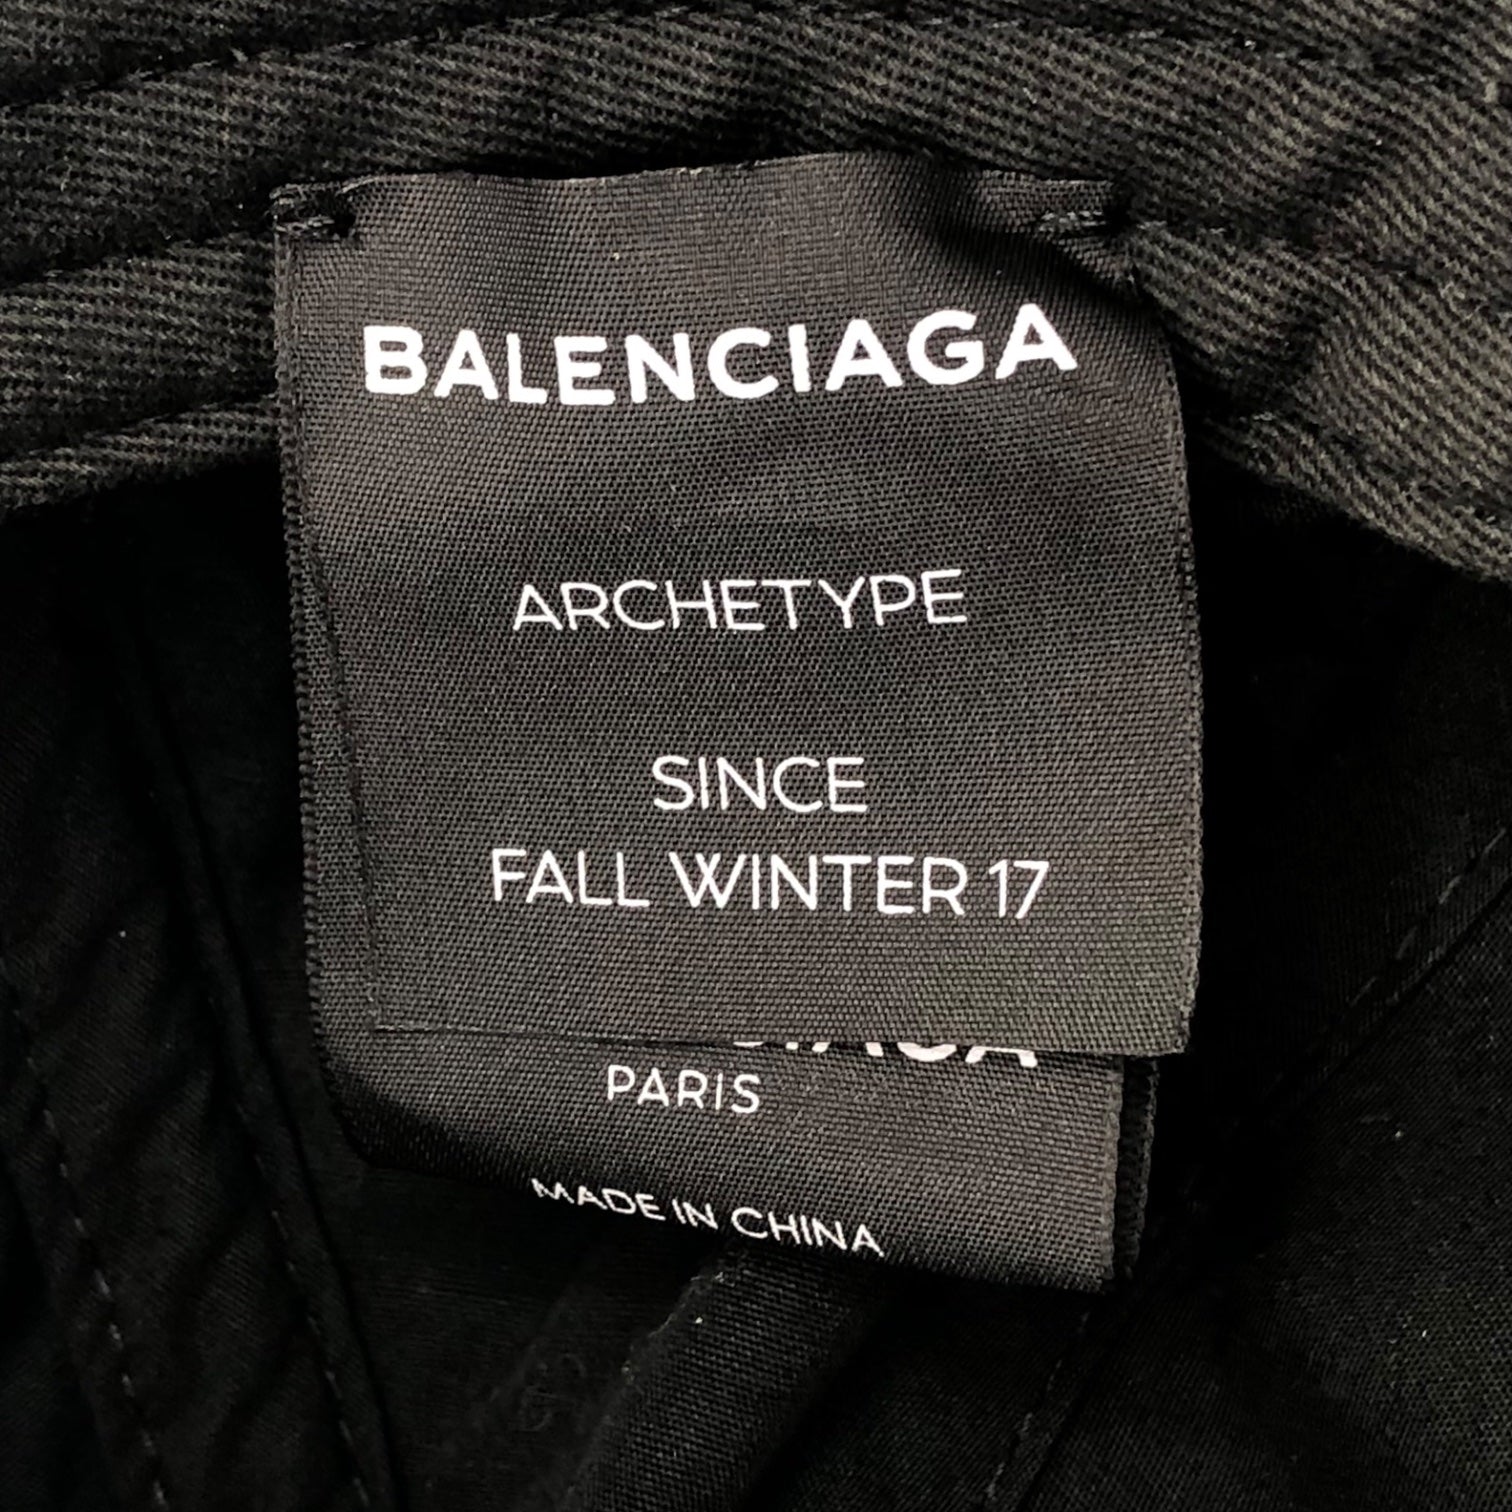 BALENCIAGA
ARCHETYPE
SINCE
FALL WINTER 17
PARIS
MADE IN CHINA